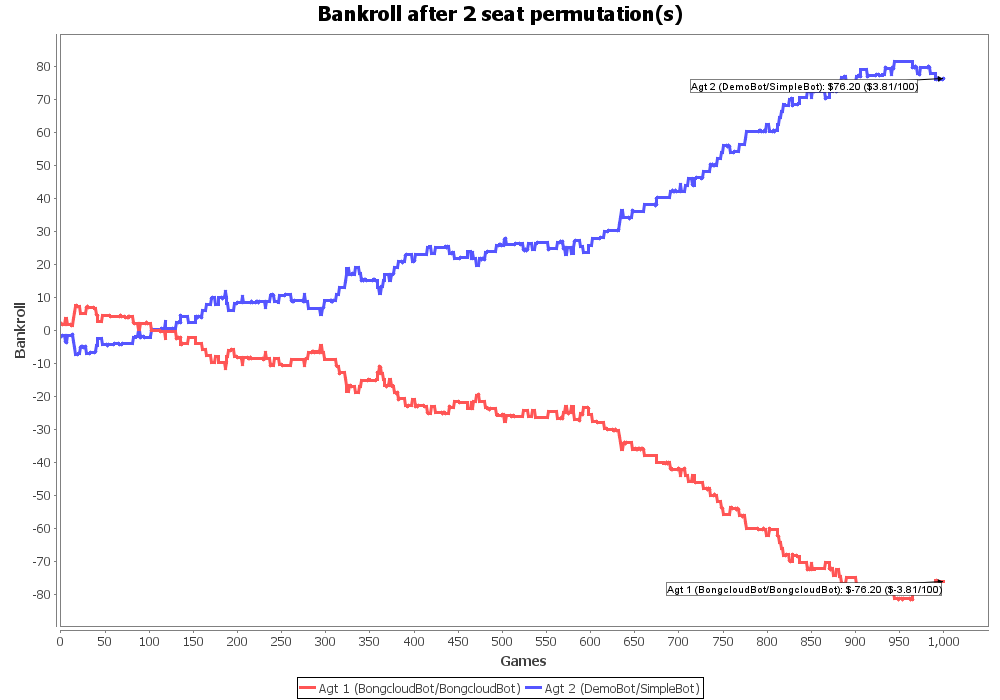 Bankroll after 2 seat permutation(s)
Bankroll
80
70
60
50
40
30
20
10
0
-10
-20
-30
-40
-50
-60
-70
-80
Agt 2 (DemoBot/SimpleBot): $76.20 ($3.81/100)
Agt 1 (BongcloudBot/BongcloudBot): $-76.20 ($-3.81/100)
0 50 100 150 200 250 300 350 400 450 500 550 600 650 700 750 800 850 900 950 1,000
Games
Agt 1 (BongcloudBot/BongcloudBot) Agt 2 (DemoBot/SimpleBot)